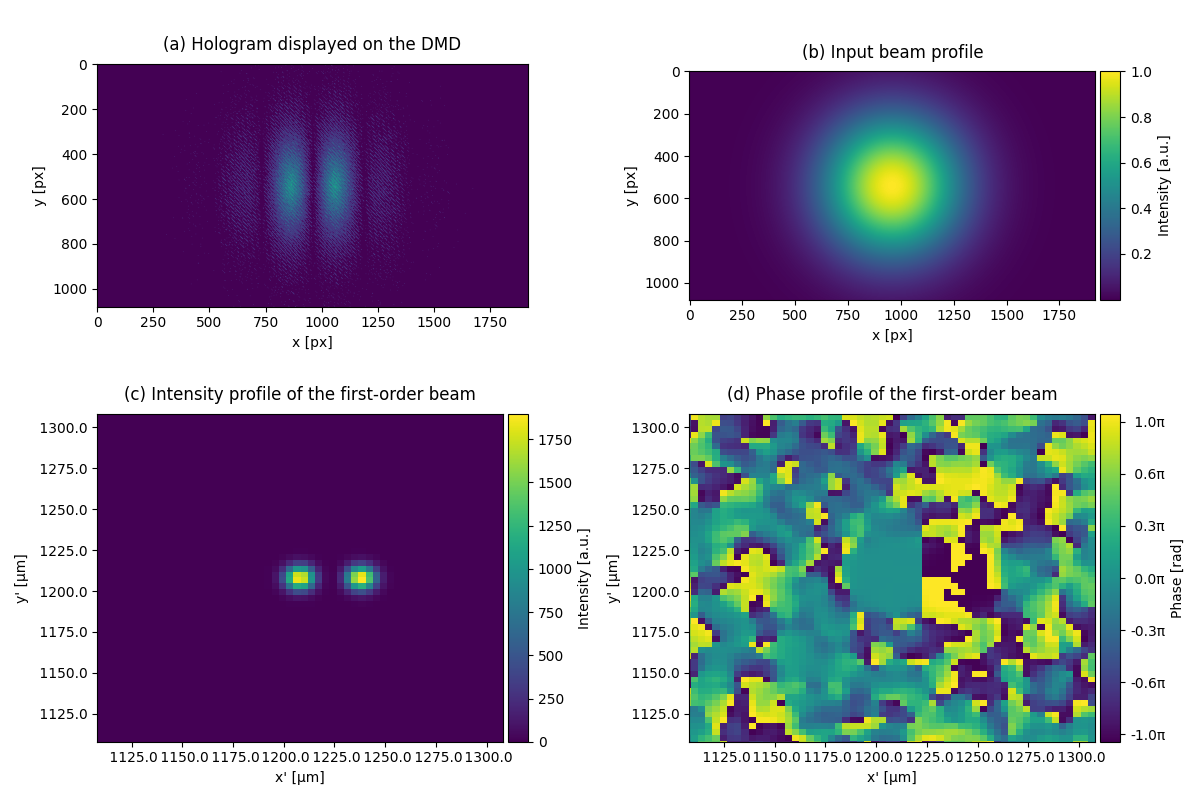 (a) Hologram displayed on the DMD
0
200
400
600
800
1000
y [px]
0 250 500 750 1000 1250 1500 1750
x [px]
(b) Input beam profile
0
200
400
600
800
1000
y [px]
0 250 500 750 1000 1250 1500 1750
x [px]
1.0
0.8
0.6
0.4
0.2
Intensity [a.u.]
(c) Intensity profile of the first-order beam
1300.0
1275.0
1250.0
1225.0
1200.0
1175.0
1150.0
1125.0
y' [μm]
1125.0 1150.0 1175.0 1200.0 1225.0 1250.0 1275.0 1300.0
x' [μm]
1750
1500
1250
1000
750
500
250
0
Intensity [a.u.]
(d) Phase profile of the first-order beam
1300.0
1275.0
1250.0
1225.0
1200.0
1175.0
1150.0
1125.0
y' [μm]
1125.0 1150.0 1175.0 1200.0 1225.0 1250.0 1275.0 1300.0
x' [μm]
1.0π
0.6π
0.3π
0.0π
-0.3π
-0.6π
-1.0π
Phase [rad]